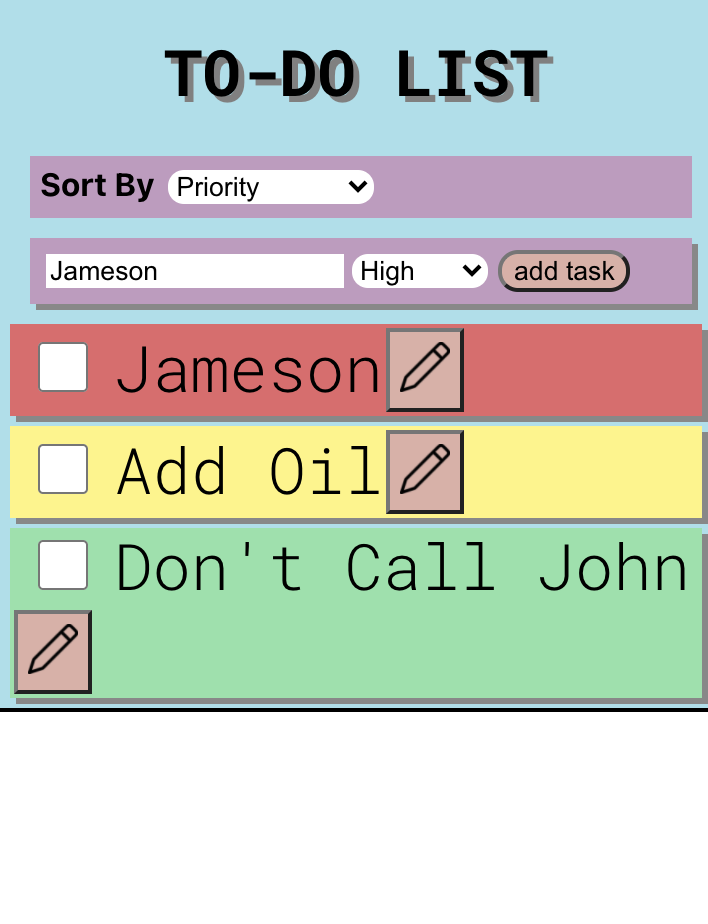 TO-DO LIST
Sort By Priority
Jameson High add task
Jameson
Add Oil
Don't Call John